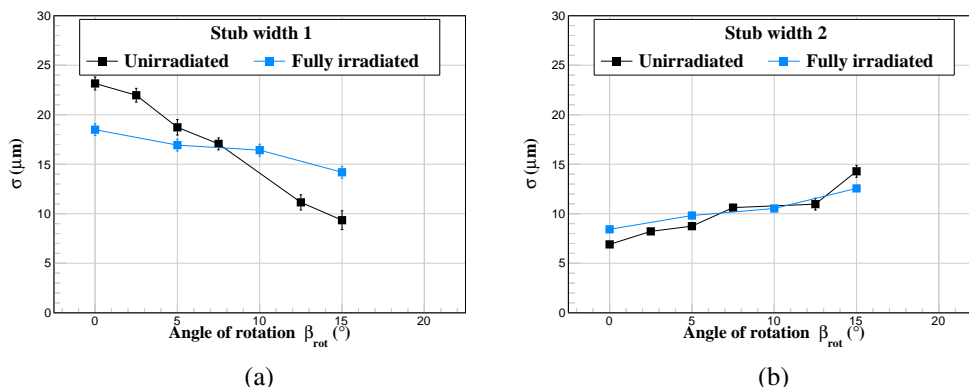 Stub width 1
Unirradiated Fully irradiated
σ (μm)
30
25
20
15
10
5
0
0 5 10 15 20
Angle of rotation β_rot (°)
(a)
Stub width 2
Unirradiated Fully irradiated
σ (μm)
30
25
20
15
10
5
0
0 5 10 15 20
Angle of rotation β_rot (°)
(b)